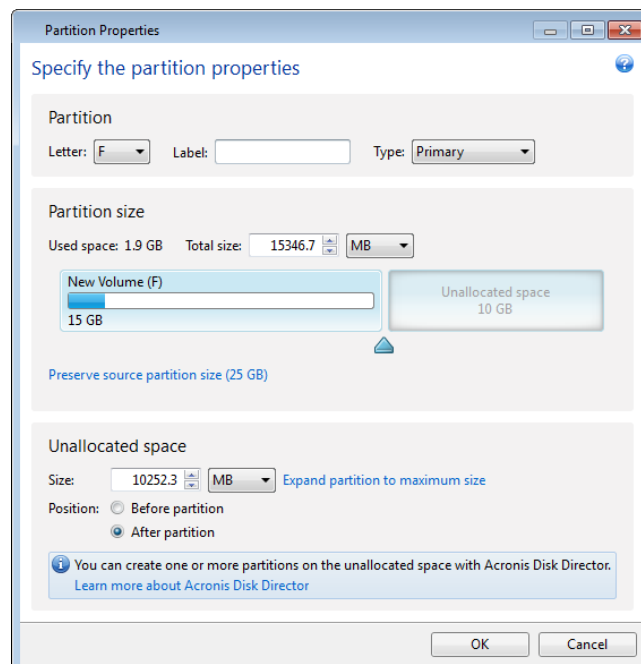 Partition Properties
Specify the partition properties
Partition
Letter: F Label: Type: Primary
Partition size
Used space: 1.9 GB Total size: 15346.7 MB
New Volume (F)
15 GB
Unallocated space
10 GB
Preserve source partition size (25 GB)
Unallocated space
Size: 10252.3 MB Expand partition to maximum size
Position: Before partition
After partition
You can create one or more partitions on the unallocated space with Acronis Disk Director.
Learn more about Acronis Disk Director
OK Cancel